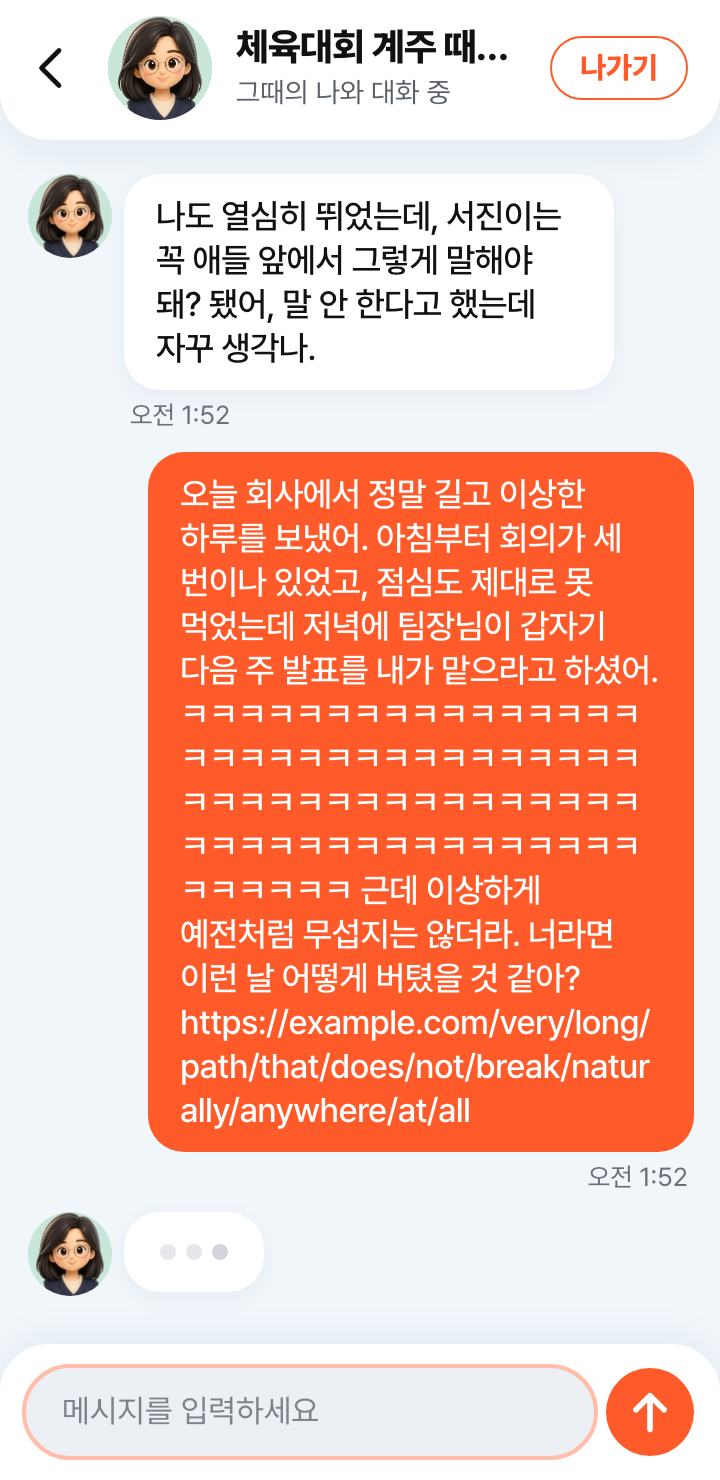 체육대회 계주 때...
그때의 나와 대화 중
나가기
나도 열심히 뛰었는데, 서진이는
꼭 애들 앞에서 그렇게 말해야
돼? 됐어, 말 안 한다고 했는데
자꾸 생각나.
오전 1:52
오늘 회사에서 정말 길고 이상한
하루를 보냈어. 아침부터 회의가 세
번이나 있었고, 점심도 제대로 못
먹었는데 저녁에 팀장님이 갑자기
다음 주 발표를 내가 맡으라고 하셨어.
ㅋㅋㅋㅋㅋㅋㅋㅋㅋㅋㅋㅋㅋㅋㅋㅋ
ㅋㅋㅋㅋㅋㅋㅋㅋㅋㅋㅋㅋㅋㅋㅋㅋ
ㅋㅋㅋㅋㅋㅋㅋㅋㅋㅋㅋㅋㅋㅋㅋㅋ
ㅋㅋㅋㅋㅋㅋㅋㅋㅋㅋㅋㅋㅋㅋㅋㅋ
ㅋㅋㅋㅋㅋㅋ 근데 이상하게
예전처럼 무섭지는 않더라. 너라면
이런 날 어떻게 버텼을 것 같아?
https://example.com/very/long/
path/that/does/not/break/natur
ally/anywhere/at/all
오전 1:52
메시지를 입력하세요